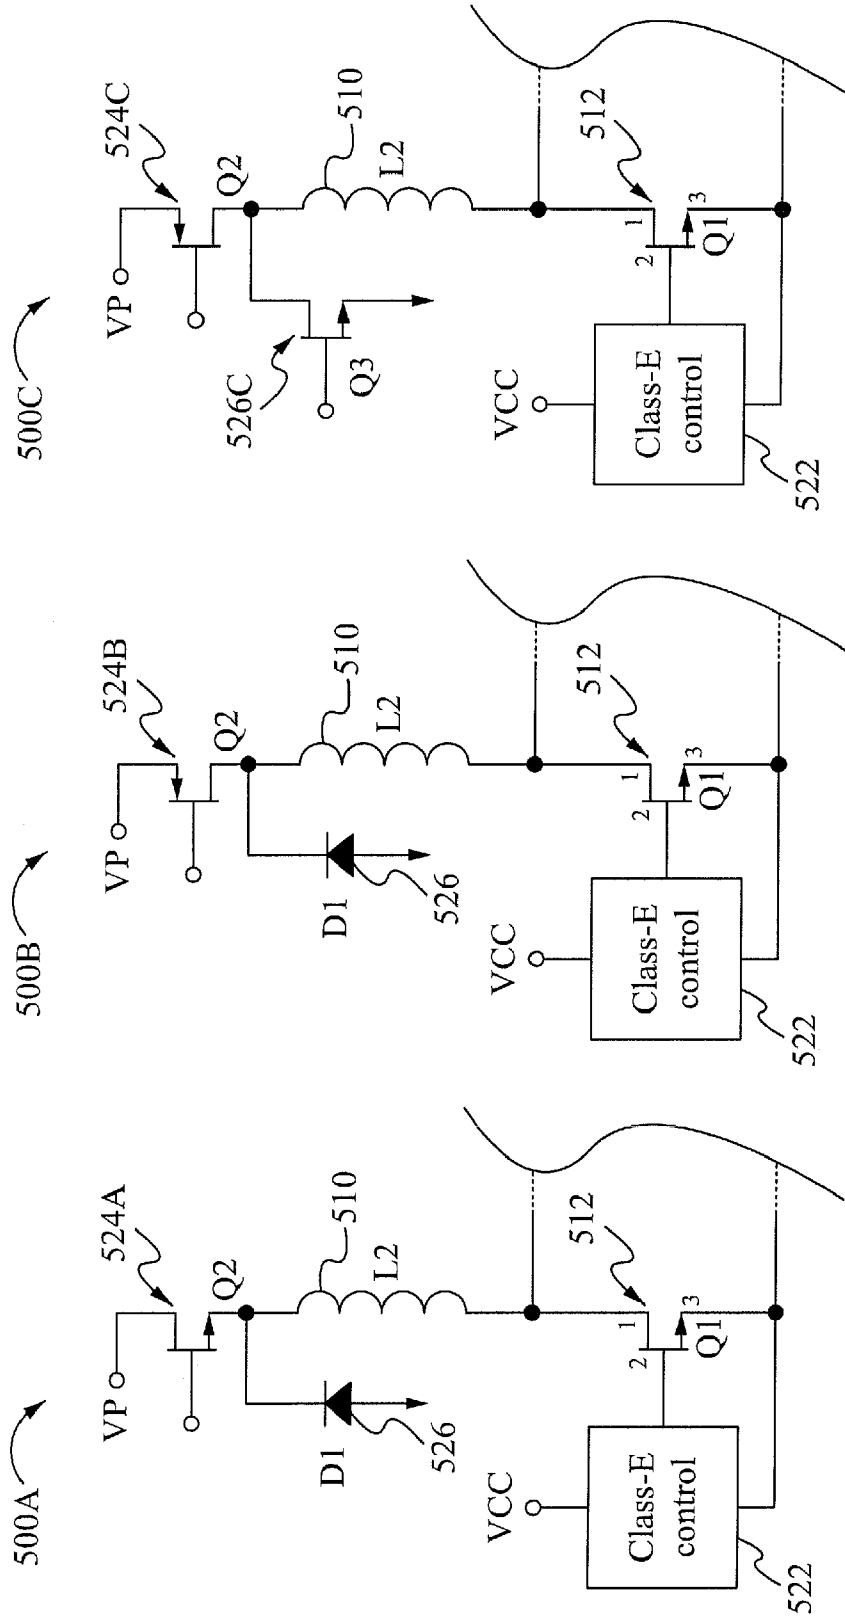 500A
VP
524A
Q2
D1
526
510
L2
VCC
Class-E
control
522
512
1
2
3
Q1
500B
VP
524B
Q2
D1
526
510
L2
VCC
Class-E
control
522
512
1
2
3
Q1
500C
VP
524C
Q2
526C
Q3
510
L2
VCC
Class-E
control
522
512
1
2
3
Q1